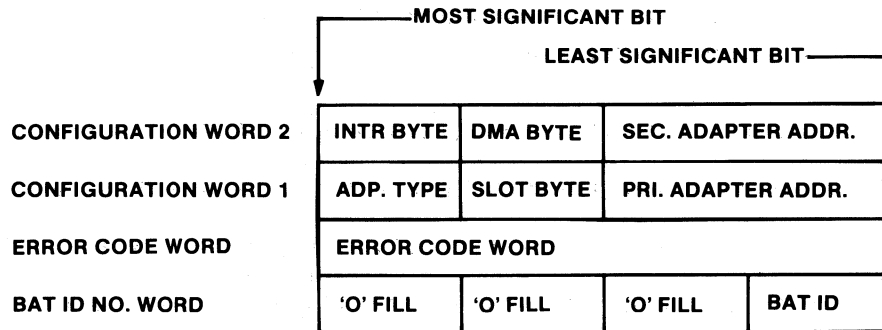 MOST SIGNIFICANT BIT
LEAST SIGNIFICANT BIT
CONFIGURATION WORD 2 INTR BYTE DMA BYTE SEC. ADAPTER ADDR.
CONFIGURATION WORD 1 ADP. TYPE SLOT BYTE PRI. ADAPTER ADDR.
ERROR CODE WORD ERROR CODE WORD
BAT ID NO. WORD 'O' FILL 'O' FILL 'O' FILL BAT ID